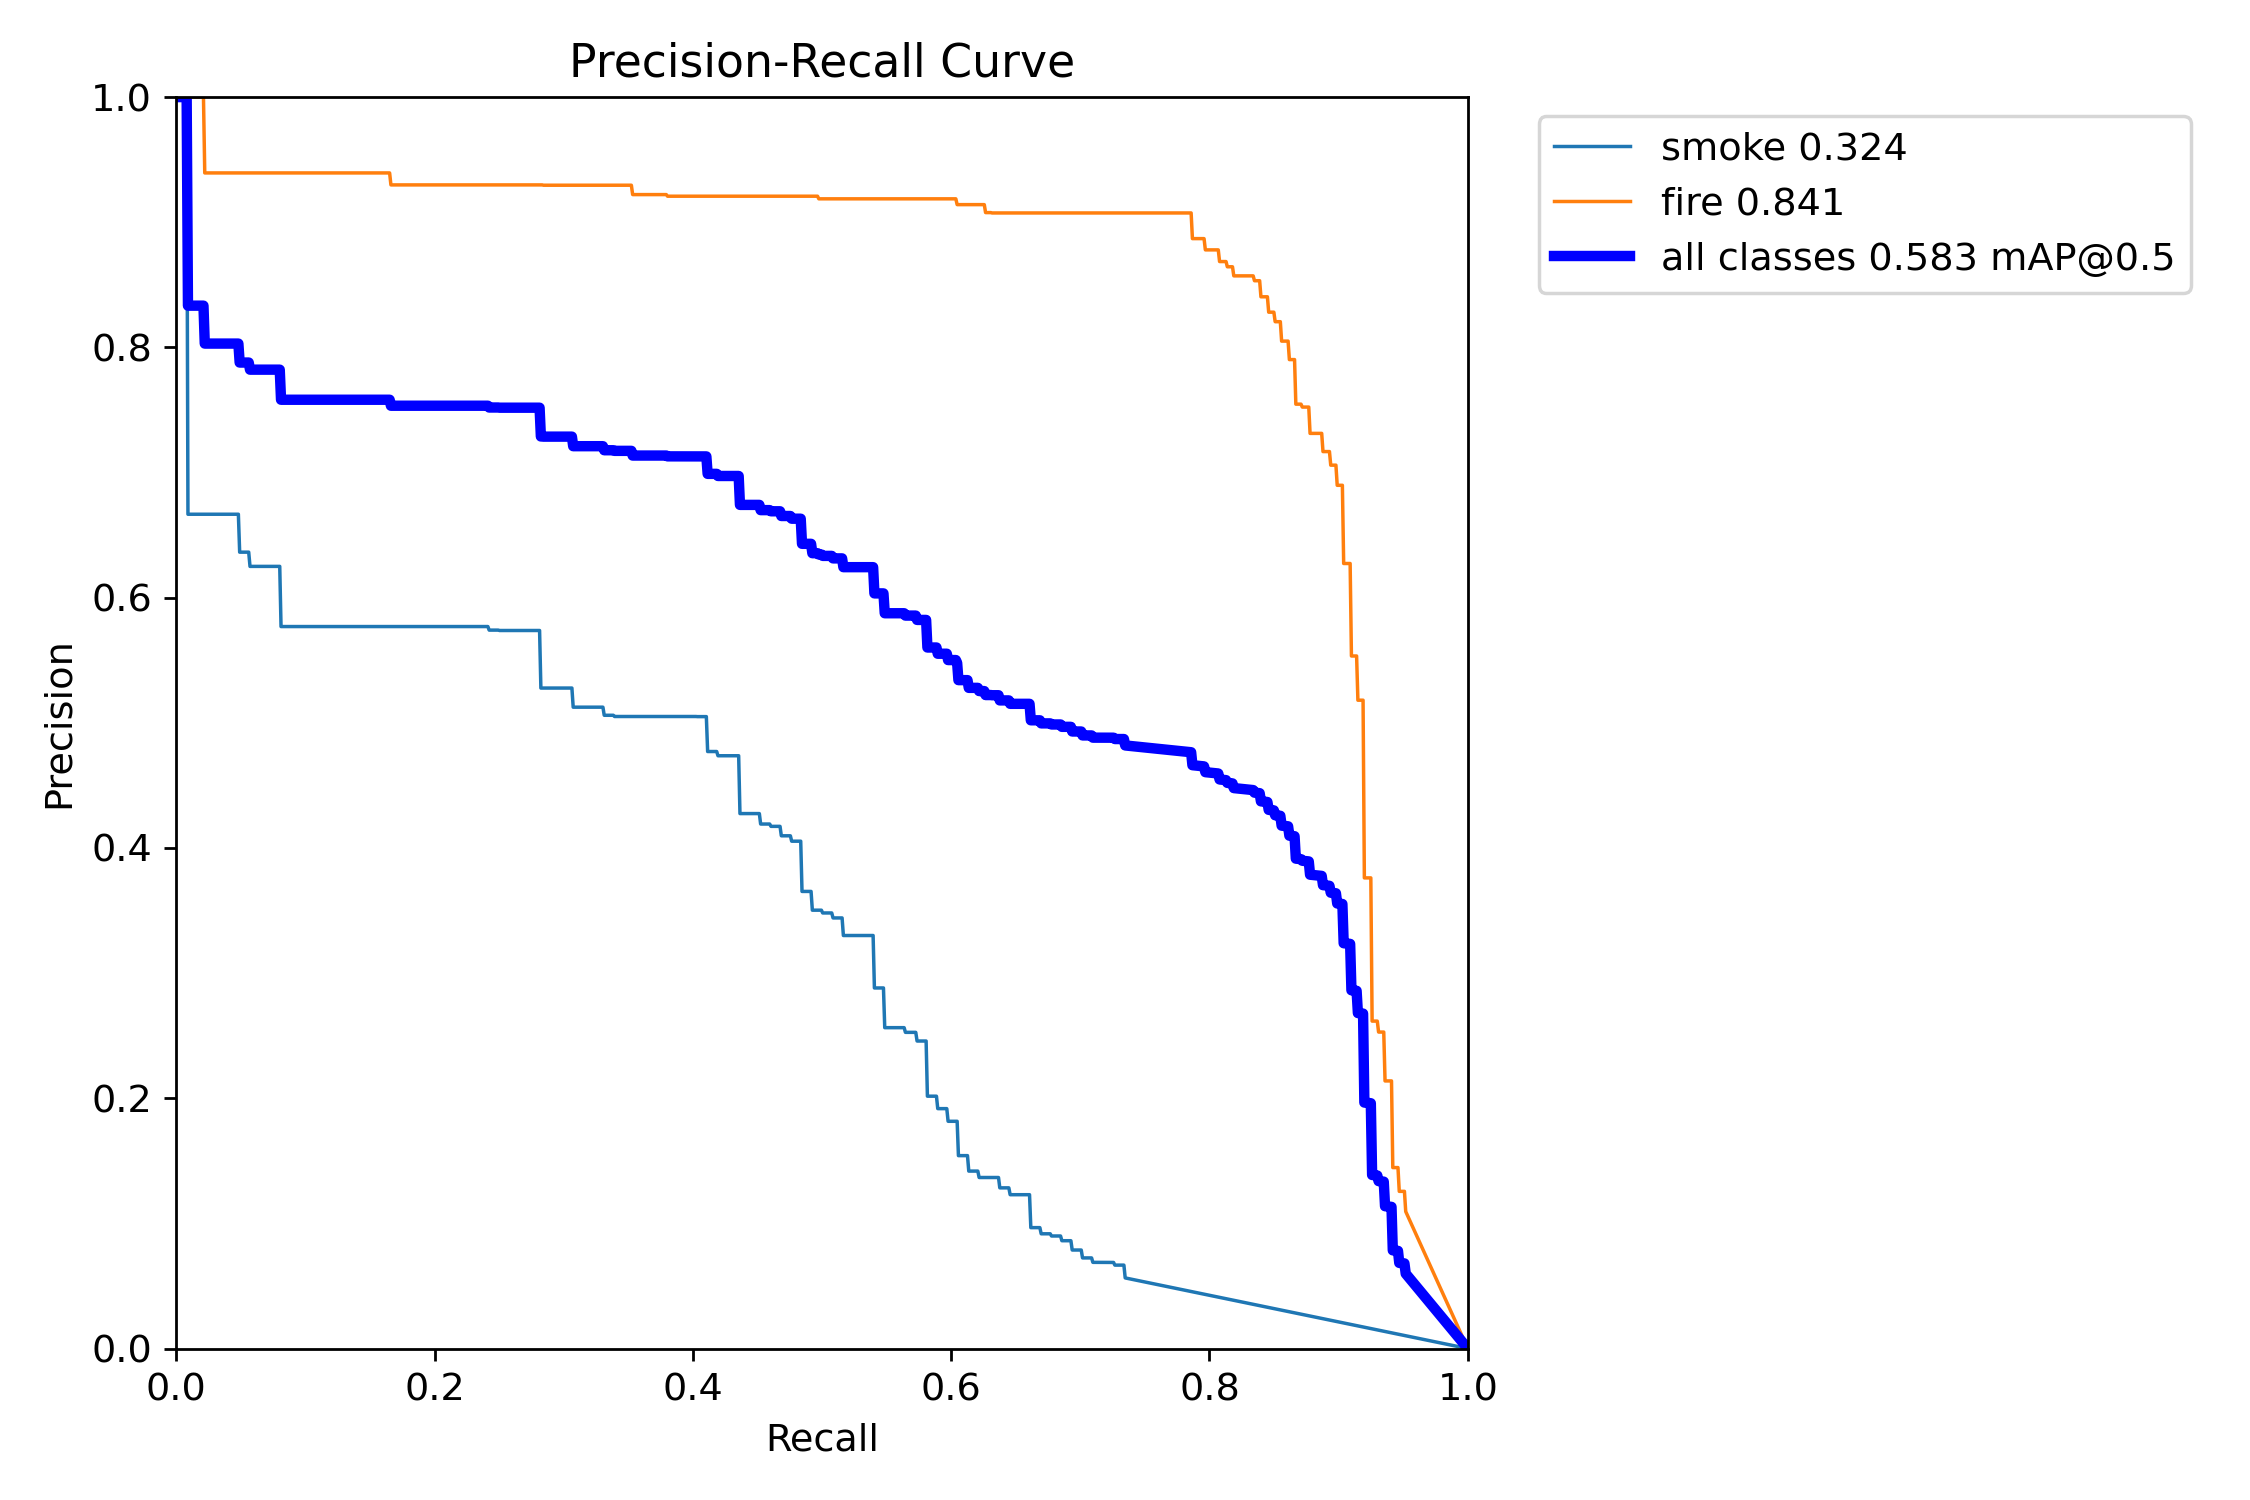 Precision-Recall Curve
1.0
0.8
0.6
0.4
0.2
0.0
Precision
0.0 0.2 0.4 0.6 0.8 1.0
Recall
smoke 0.324
fire 0.841
all classes 0.583 mAP@0.5